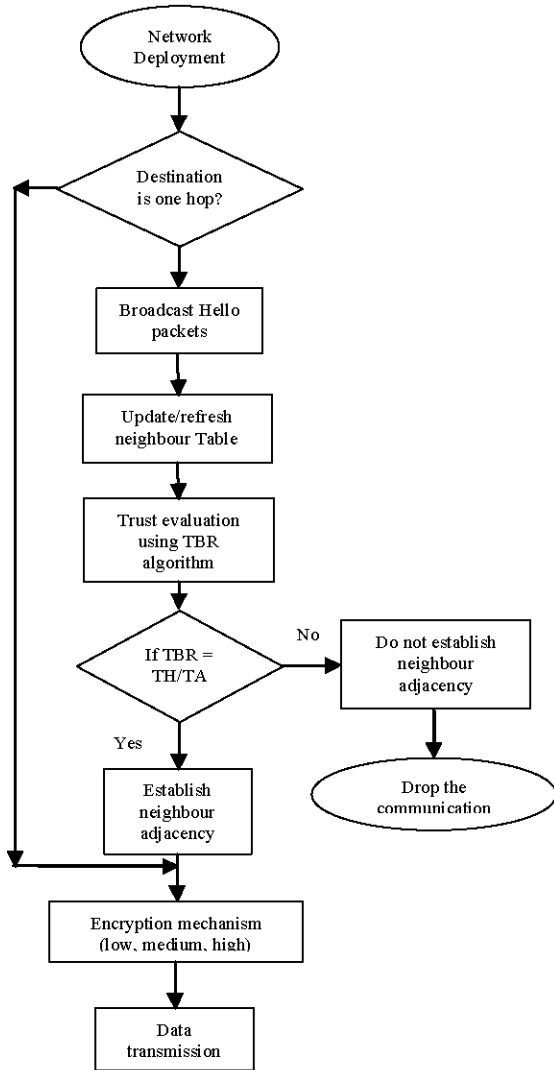 Network
Deployment
Destination
is one hop?
Broadcast Hello
packets
Update/refresh
neighbour Table
Trust evaluation
using TBR
algorithm
If TBR =
TH/TA
No
Do not establish
neighbour
adjacency
Yes
Establish
neighbour
adjacency
Drop the
communication
Encryption mechanism
(low, medium, high)
Data
transmission